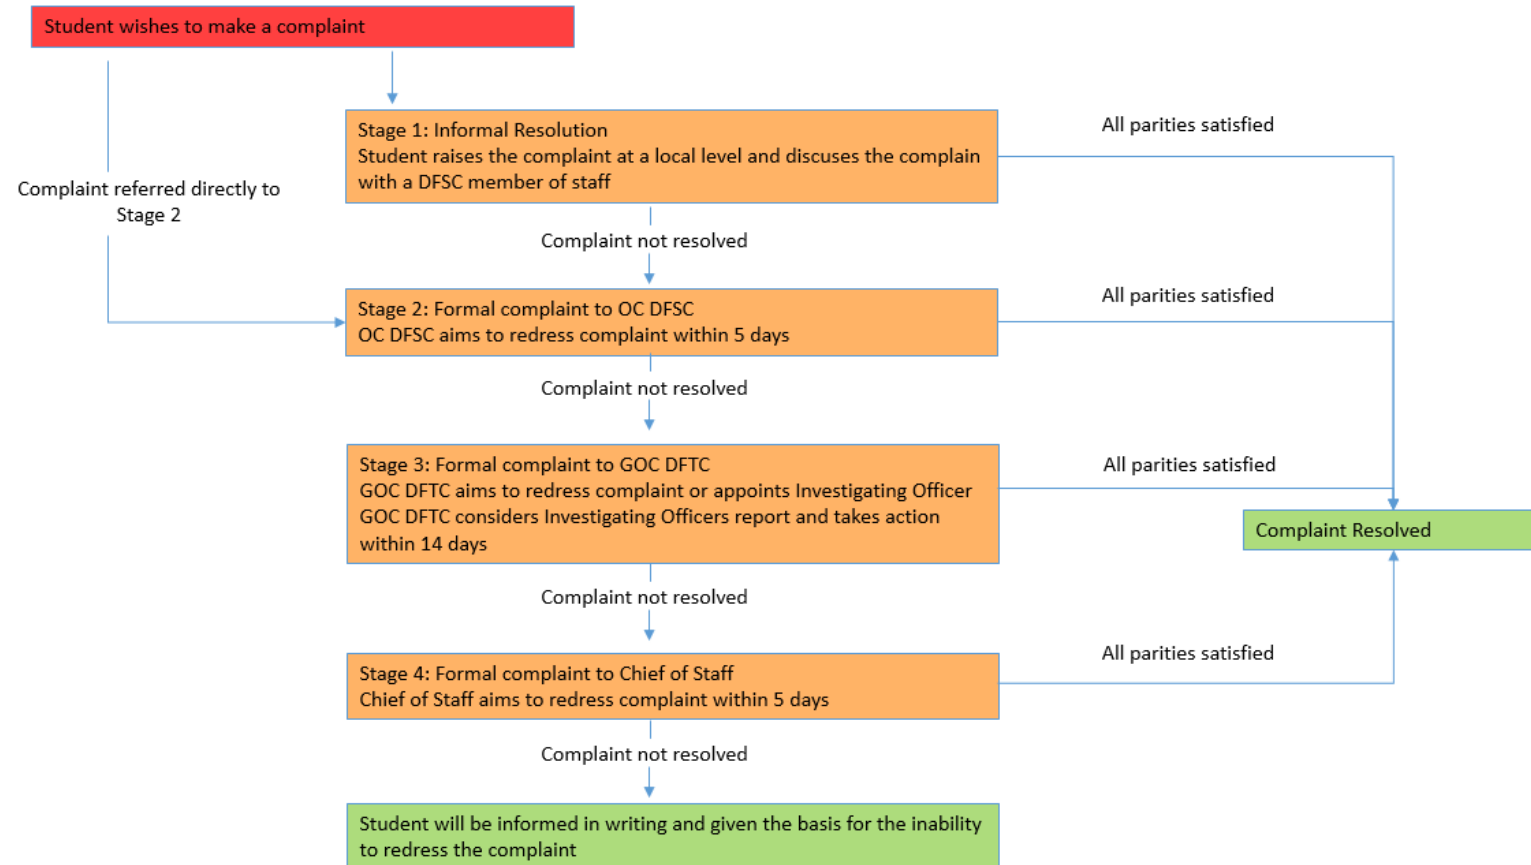 Student wishes to make a complaint
Stage 1: Informal Resolution
Student raises the complaint at a local level and discusses the complain
with a DFSC member of staff
All parities satisfied
Complaint referred directly to
Stage 2
Complaint not resolved
Stage 2: Formal complaint to OC DFSC
OC DFSC aims to redress complaint within 5 days
All parities satisfied
Complaint not resolved
Stage 3: Formal complaint to GOC DFTC
GOC DFTC aims to redress complaint or appoints Investigating Officer
GOC DFTC considers Investigating Officers report and takes action
within 14 days
All parities satisfied
Complaint Resolved
Complaint not resolved
Stage 4: Formal complaint to Chief of Staff
Chief of Staff aims to redress complaint within 5 days
All parities satisfied
Complaint not resolved
Student will be informed in writing and given the basis for the inability
to redress the complaint